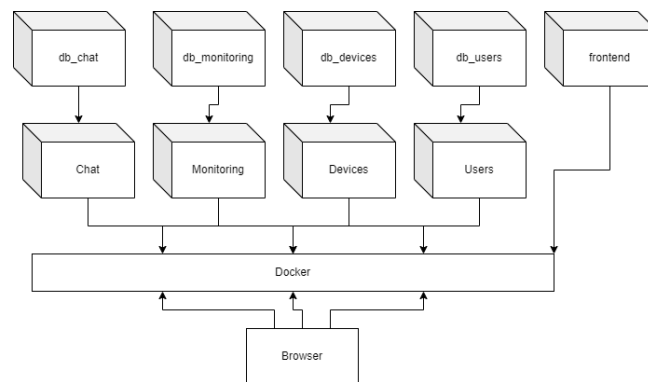 db_chat
db_monitoring
db_devices
db_users
frontend
Chat
Monitoring
Devices
Users
Docker
Browser